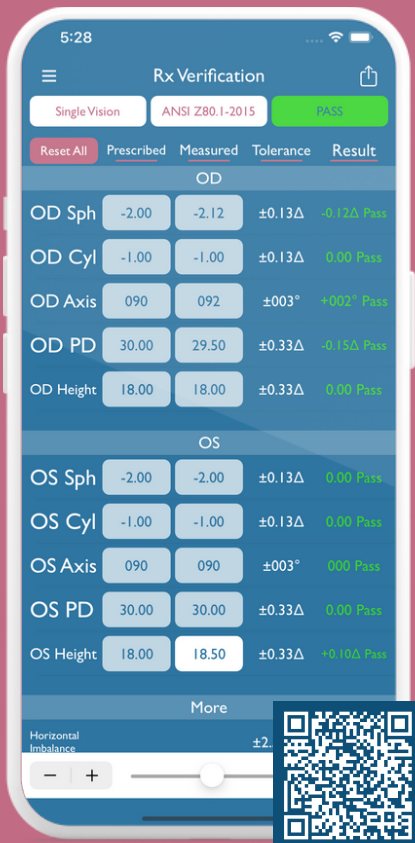 5:28
Rx Verification
Single Vision ANSI Z80.1-2015 PASS
Reset All Prescribed Measured Tolerance Result
OD
OD Sph -2.00 -2.12 ±0.13Δ -0.12Δ Pass
OD Cyl -1.00 -1.00 ±0.13Δ 0.00 Pass
OD Axis 090 092 ±003° +002° Pass
OD PD 30.00 29.50 ±0.33Δ -0.15Δ Pass
OD Height 18.00 18.00 ±0.33Δ 0.00 Pass
OS
OS Sph -2.00 -2.00 ±0.13Δ 0.00 Pass
OS Cyl -1.00 -1.00 ±0.13Δ 0.00 Pass
OS Axis 090 090 ±003° 000 Pass
OS PD 30.00 30.00 ±0.33Δ 0.00 Pass
OS Height 18.00 18.50 ±0.33Δ +0.10Δ Pass
More
Horizontal
Imbalance ±2.
− +